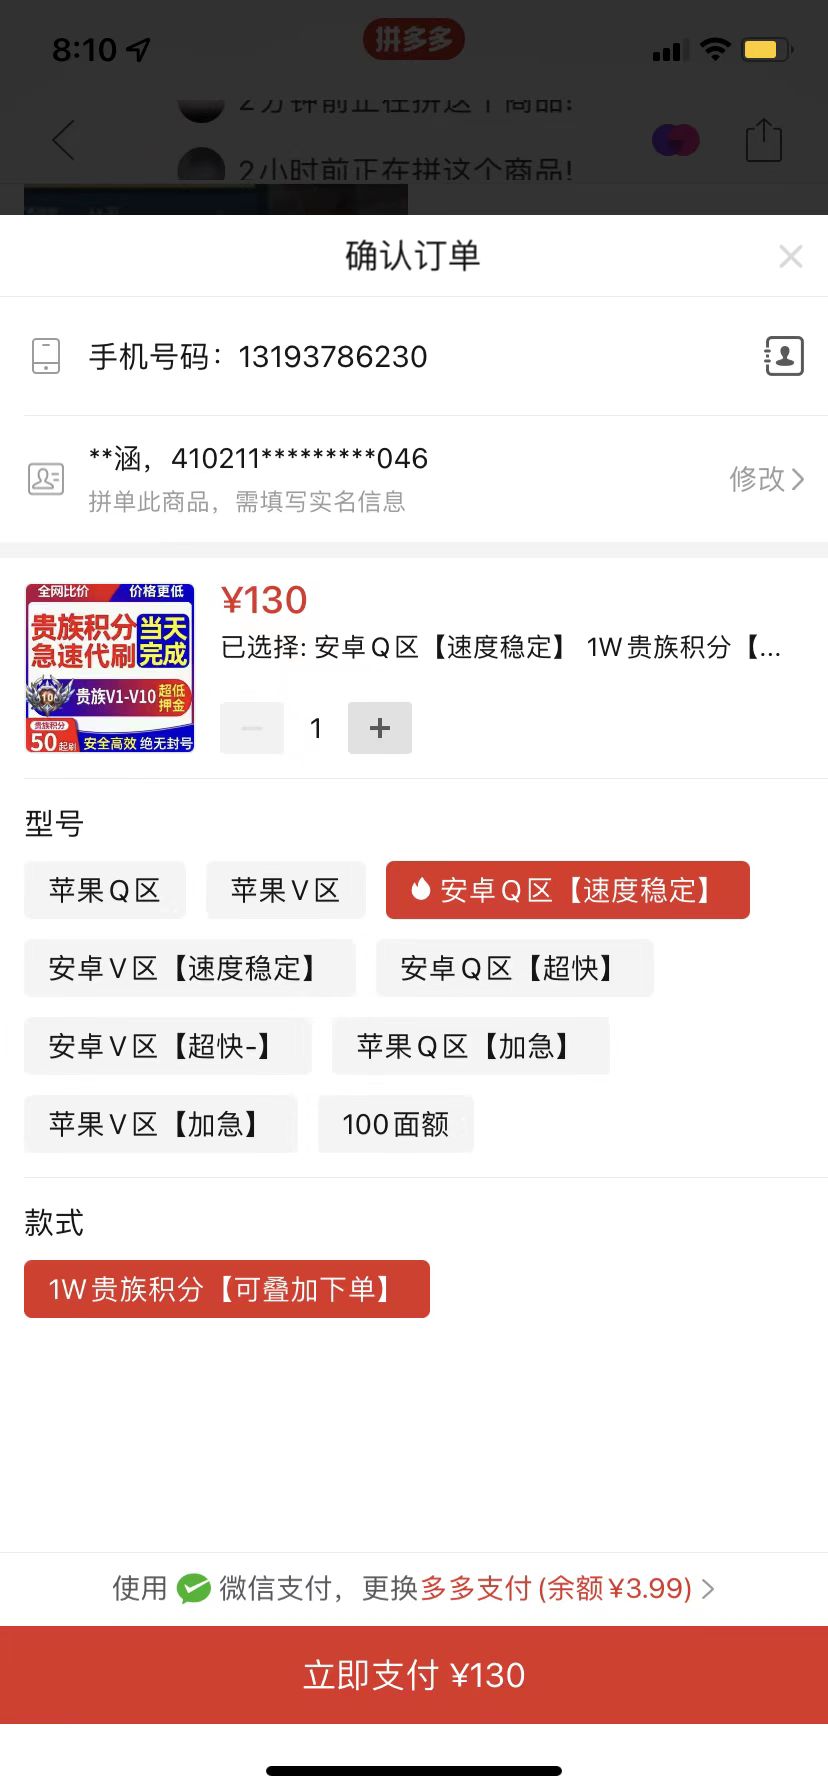 8:10
拼多多
2分钟前正在拼这个商品!
2小时前正在拼这个商品!
确认订单
手机号码：13193786230
**涵，410211*********046
拼单此商品，需填写实名信息
修改
全网比价 价格更低
贵族积分 当天
急速代刷 完成
10 贵族V1-V10 超低
押金
贵族积分
50起刷 安全高效 绝无封号
¥130
已选择: 安卓Q区【速度稳定】 1W贵族积分【...
1
型号
苹果Q区 苹果V区 安卓Q区【速度稳定】
安卓V区【速度稳定】 安卓Q区【超快】
安卓V区【超快-】 苹果Q区【加急】
苹果V区【加急】 100面额
款式
1W贵族积分【可叠加下单】
使用 微信支付，更换多多支付(余额¥3.99)
立即支付 ¥130